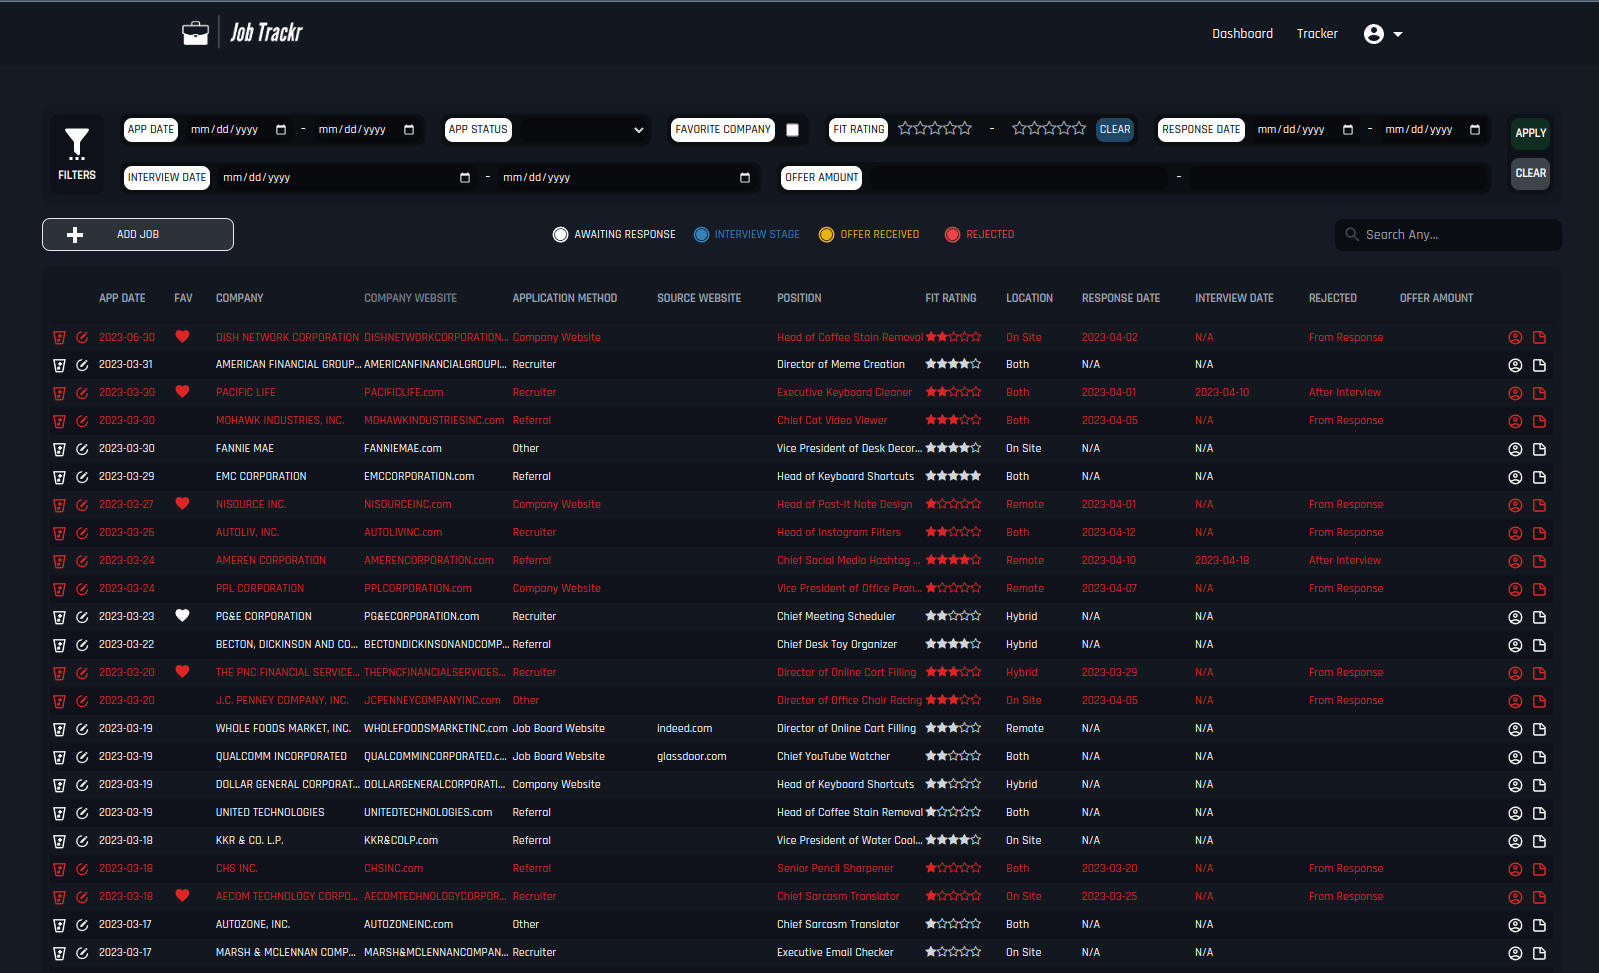 Job Trackr Dashboard Tracker
APP DATE mm/dd/yyyy - mm/dd/yyyy APP STATUS FAVORITE COMPANY FIT RATING - CLEAR RESPONSE DATE mm/dd/yyyy - mm/dd/yyyy APPLY
FILTERS INTERVIEW DATE mm/dd/yyyy - mm/dd/yyyy OFFER AMOUNT - CLEAR
ADD JOB AWAITING RESPONSE INTERVIEW STAGE OFFER RECEIVED REJECTED Search Any...
APP DATE FAV COMPANY COMPANY WEBSITE APPLICATION METHOD SOURCE WEBSITE POSITION FIT RATING LOCATION RESPONSE DATE INTERVIEW DATE REJECTED OFFER AMOUNT
2023-06-30 DISH NETWORK CORPORATION DISHNETWORKCORPORATION... Company Website Head of Coffee Stain Removal On Site 2023-04-02 N/A From Response
2023-03-31 AMERICAN FINANCIAL GROUP... AMERICANFINANCIALGROUPI... Recruiter Director of Meme Creation Both N/A N/A
2023-03-30 PACIFIC LIFE PACIFICLIFE.com Recruiter Executive Keyboard Cleaner Both 2023-04-01 2023-04-10 After Interview
2023-03-30 MOHAWK INDUSTRIES, INC. MOHAWKINDUSTRIESINC.com Referral Chief Cat Video Viewer Both 2023-04-05 N/A From Response
2023-03-30 FANNIE MAE FANNIEMAE.com Other Vice President of Desk Decor... On Site N/A N/A
2023-03-29 EMC CORPORATION EMCCORPORATION.com Referral Head of Keyboard Shortcuts Both N/A N/A
2023-03-27 NISOURCE INC. NISOURCEINC.com Company Website Head of Post-It Note Design Remote 2023-04-01 N/A From Response
2023-03-26 AUTOLIV, INC. AUTOLIVINC.com Recruiter Head of Instagram Filters Both 2023-04-12 N/A From Response
2023-03-24 AMEREN CORPORATION AMERENCORPORATION.com Referral Chief Social Media Hashtag ... Remote 2023-04-10 2023-04-18 After Interview
2023-03-24 PPL CORPORATION PPLCORPORATION.com Company Website Vice President of Office Pran... Remote 2023-04-07 N/A From Response
2023-03-23 PG&E CORPORATION PG&ECORPORATION.com Recruiter Chief Meeting Scheduler Hybrid N/A N/A
2023-03-22 BECTON, DICKINSON AND CO... BECTONDICKINSONANDCOMP... Referral Chief Desk Toy Organizer Hybrid N/A N/A
2023-03-20 THE PNC FINANCIAL SERVICE... THEPNCFINANCIALSERVICES... Recruiter Director of Online Cart Filling Hybrid 2023-03-29 N/A From Response
2023-03-20 J.C. PENNEY COMPANY, INC. JCPENNEYCOMPANYINC.com Other Director of Office Chair Racing On Site 2023-04-05 N/A From Response
2023-03-19 WHOLE FOODS MARKET, INC. WHOLEFOODSMARKETINC.com Job Board Website indeed.com Director of Online Cart Filling Remote N/A N/A
2023-03-19 QUALCOMM INCORPORATED QUALCOMMINCORPORATED.c... Job Board Website glassdoor.com Chief YouTube Watcher Both N/A N/A
2023-03-19 DOLLAR GENERAL CORPORAT... DOLLARGENERALCORPORATI... Company Website Head of Keyboard Shortcuts Hybrid N/A N/A
2023-03-19 UNITED TECHNOLOGIES UNITEDTECHNOLOGIES.com Referral Head of Coffee Stain Removal Both N/A N/A
2023-03-18 KKR & CO. L.P. KKR&COLP.com Referral Vice President of Water Cool... On Site N/A N/A
2023-03-18 CHS INC. CHSINC.com Referral Senior Pencil Sharpener Both 2023-03-20 N/A From Response
2023-03-18 AECOM TECHNOLOGY CORPO... AECOMTECHNOLOGYCORPOR... Recruiter Chief Sarcasm Translator On Site 2023-03-25 N/A From Response
2023-03-17 AUTOZONE, INC. AUTOZONEINC.com Other Chief Sarcasm Translator Both N/A N/A
2023-03-17 MARSH & MCLENNAN COMP... MARSH&MCLENNANCOMPAN... Recruiter Executive Email Checker On Site N/A N/A